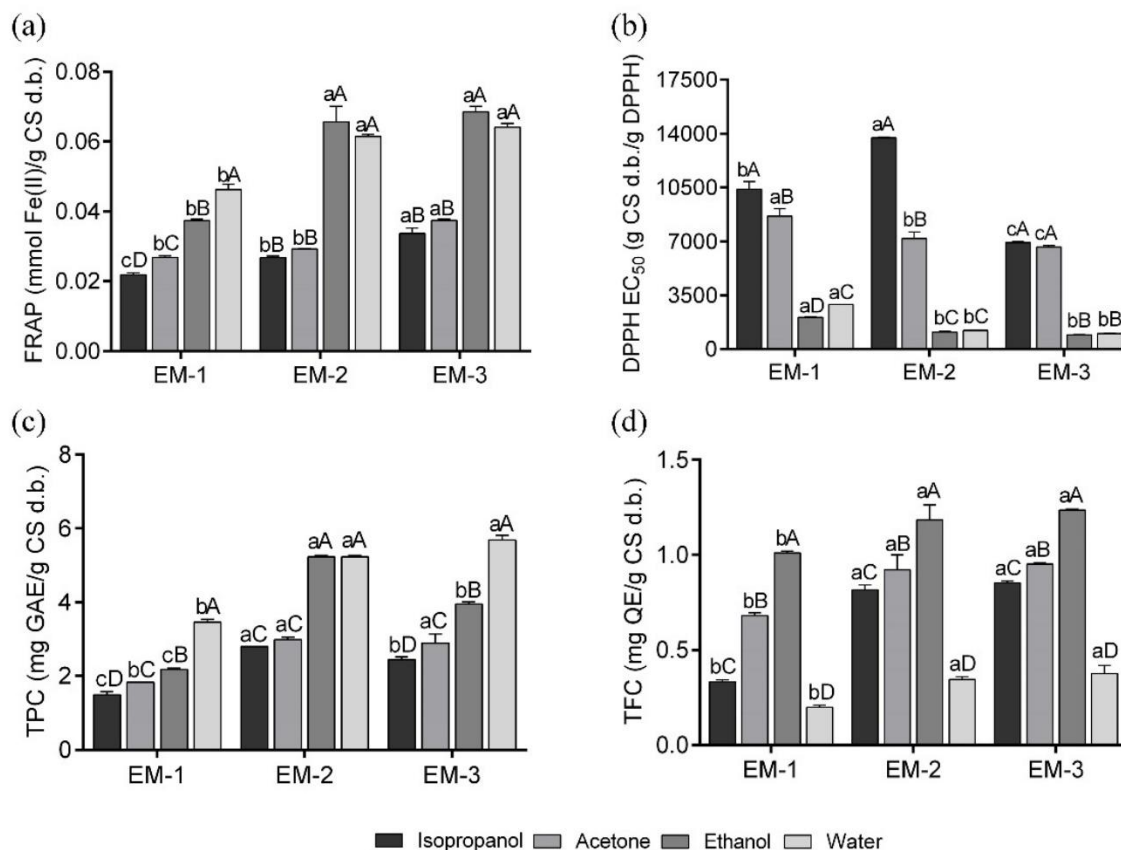 (a)
FRAP (mmol Fe(II)/g CS d.b.)
0.08
0.06
0.04
0.02
0.00
cD bC bB bA
bB bB aA aA
aB aB aA aA
EM-1 EM-2 EM-3
(b)
DPPH EC50 (g CS d.b./g DPPH)
17500
14000
10500
7000
3500
0
bA aB aD aC
aA bB bC bC
cA cA bB bB
EM-1 EM-2 EM-3
(c)
TPC (mg GAE/g CS d.b.)
8
6
4
2
0
cD bC cB bA
aC aC aA aA
bD aC bB aA
EM-1 EM-2 EM-3
(d)
TFC (mg QE/g CS d.b.)
1.5
1.0
0.5
0.0
bC bB bA bD
aC aB aA aD
aC aB aA aD
EM-1 EM-2 EM-3
Isopropanol Acetone Ethanol Water